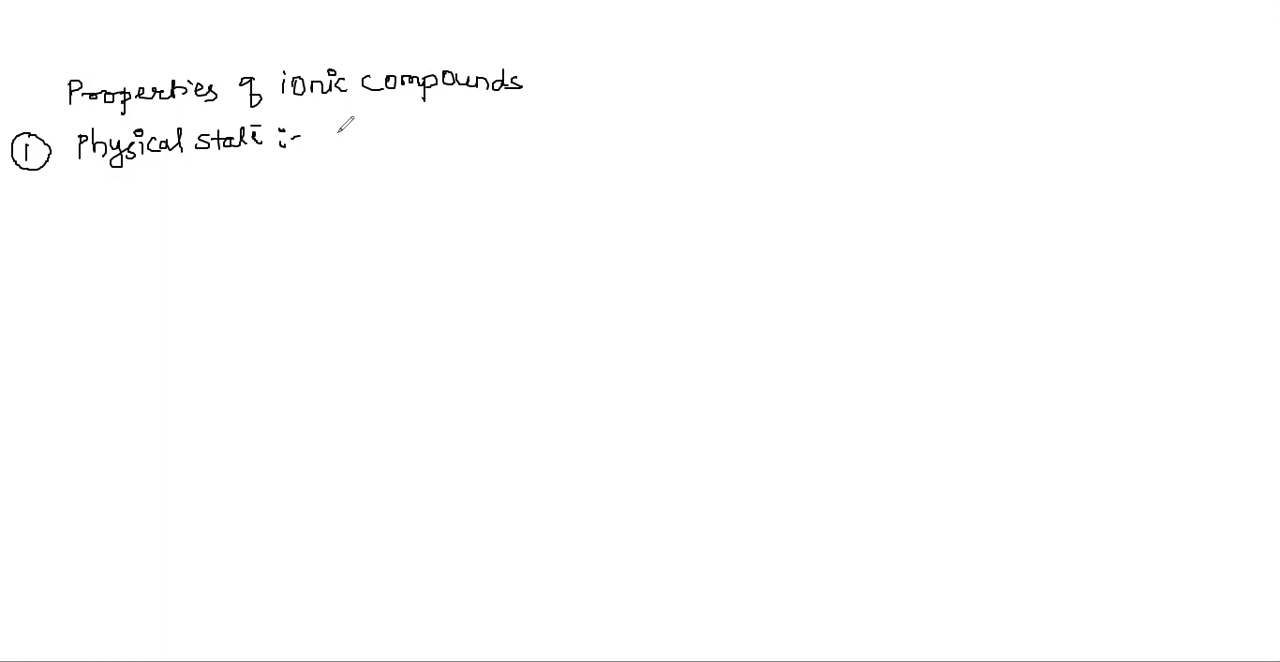 Properties of ionic compounds
① Physical state :-